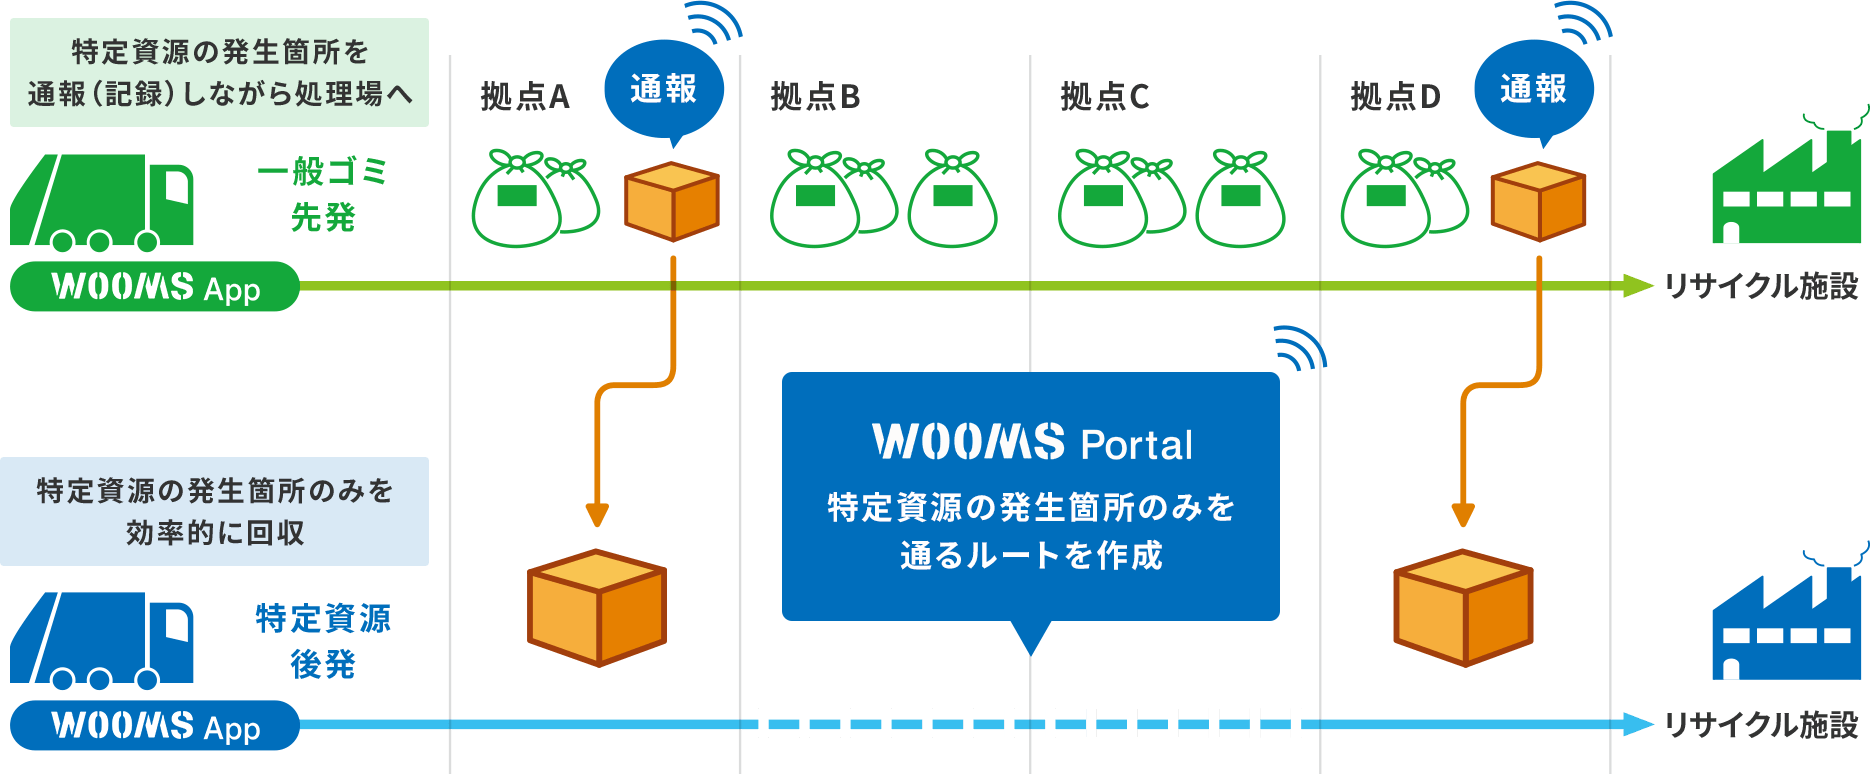 特定資源の発生箇所を
通報（記録）しながら処理場へ
拠点A
通報
拠点B
拠点C
拠点D
通報
一般ゴミ
先発
WOOMS App
リサイクル施設
WOOMS Portal
特定資源の発生箇所のみを
通るルートを作成
特定資源の発生箇所のみを
効率的に回収
特定資源
後発
WOOMS App
リサイクル施設